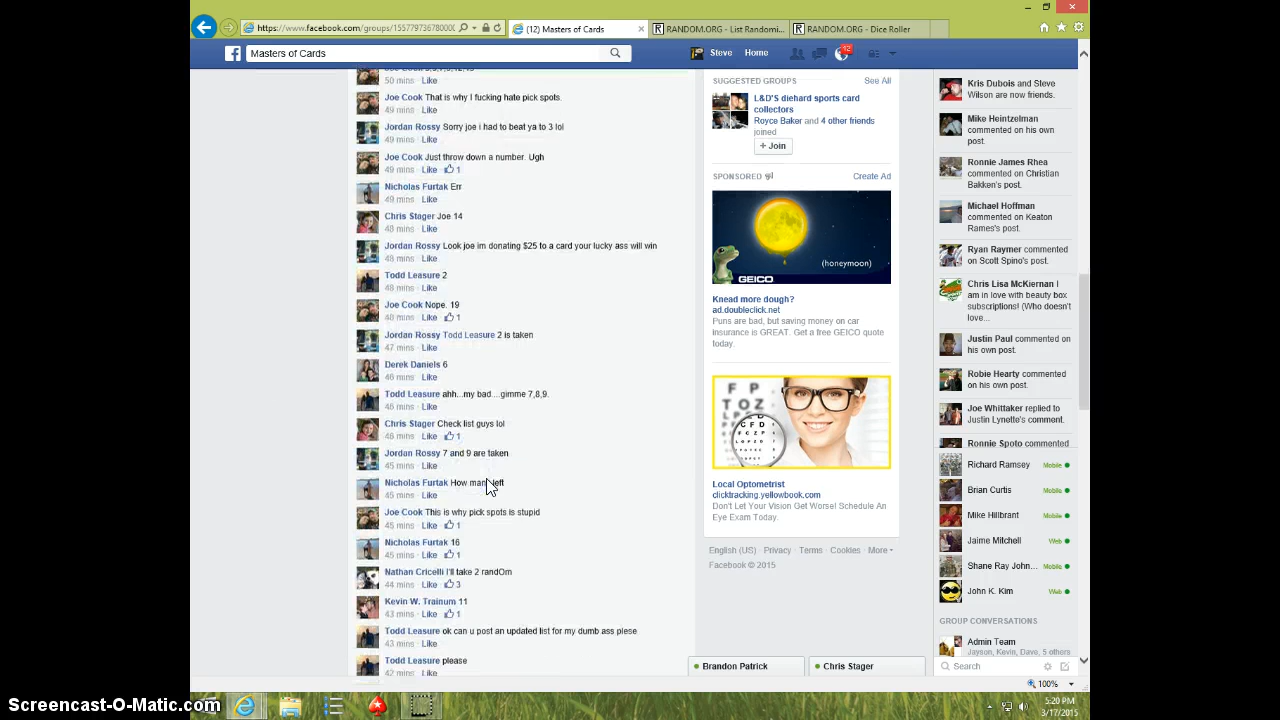 https://www.facebook.com/groups/155779736780000
(12) Masters of Cards
RANDOM.ORG - List Randomi...
RANDOM.ORG - Dice Roller
Masters of Cards
Steve
Home
12
50 mins · Like
Joe Cook That is why I fucking hate pick spots.
49 mins · Like
Jordan Rossy Sorry joe i had to beat ya to 3 lol
49 mins · Like
Joe Cook Just throw down a number. Ugh
49 mins · Like 1
Nicholas Furtak Err
49 mins · Like
Chris Stager Joe 14
48 mins · Like
Jordan Rossy Look joe im donating $25 to a card your lucky ass will win
48 mins · Like
Todd Leasure 2
48 mins · Like
Joe Cook Nope. 19
48 mins · Like 1
Jordan Rossy Todd Leasure 2 is taken
47 mins · Like
Derek Daniels 6
46 mins · Like
Todd Leasure ahh...my bad....gimme 7,8,9.
46 mins · Like
Chris Stager Check list guys lol
46 mins · Like 1
Jordan Rossy 7 and 9 are taken
45 mins · Like
Nicholas Furtak How many left
45 mins · Like
Joe Cook This is why pick spots is stupid
45 mins · Like 1
Nicholas Furtak 16
45 mins · Like 1
Nathan Cricelli I'll take 2 randOm
44 mins · Like 3
Kevin W. Trainum 11
43 mins · Like 1
Todd Leasure ok can u post an updated list for my dumb ass plese
43 mins · Like
Todd Leasure please
42 mins · Like
SUGGESTED GROUPS
See All
L&D'S diehard sports card
collectors
Royce Baker and 4 other friends
joined
+ Join
SPONSORED
Create Ad
(honeymoon)
GEICO
Knead more dough?
ad.doubleclick.net
Puns are bad, but saving money on car
insurance is GREAT. Get a free GEICO quote
today.
Local Optometrist
clicktracking.yellowbook.com
Don't Let Your Vision Get Worse! Schedule An
Eye Exam Today.
English (US) · Privacy · Terms · Cookies · More
Facebook © 2015
Kris Dubois and Steve
Wilson are now friends.
Mike Heintzelman
commented on his own
post.
Ronnie James Rhea
commented on Christian
Bakken's post.
Michael Hoffman
commented on Keaton
Rames's post.
Ryan Raymer commented
on Scott Spino's post.
Chris Lisa McKiernan I
am in love with beauty box
subscriptions! (Who doesn't
love...
Justin Paul commented on
his own post.
Robie Hearty commented
on his own post.
Joe Whittaker replied to
Justin Lynette's comment.
Ronnie Spoto commented
Richard Ramsey Mobile
Brian Curtis Mobile
Mike Hillbrant Mobile
Jaime Mitchell Web
Shane Ray John... Mobile
John K. Kim Web
GROUP CONVERSATIONS
Admin Team
Jayson, Kevin, Dave, 5 others
Search
Brandon Patrick
Chris Stager
100%
5:20 PM
3/17/2015
Screencast-O-Matic.com